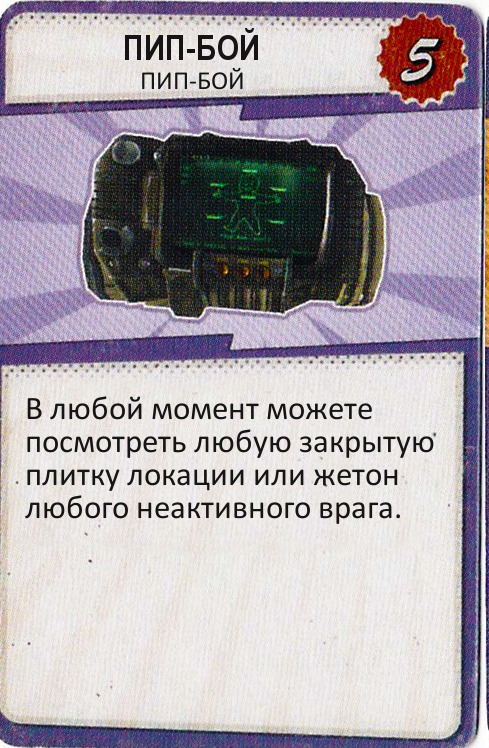 ПИП-БОЙ
ПИП-БОЙ
5
В любой момент можете
посмотреть любую закрытую
плитку локации или жетон
любого неактивного врага.